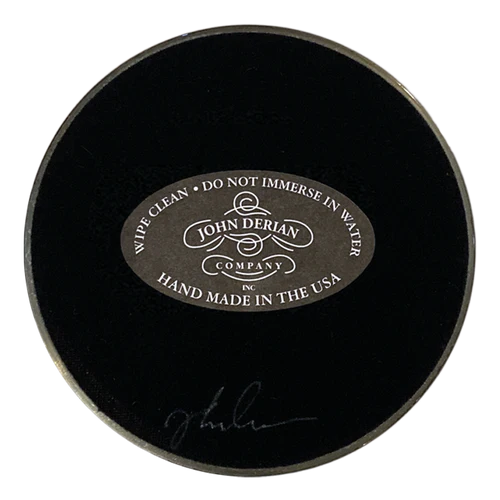 WIPE CLEAN • DO NOT IMMERSE IN WATER
JOHN DERIAN
COMPANY
INC
HAND MADE IN THE USA